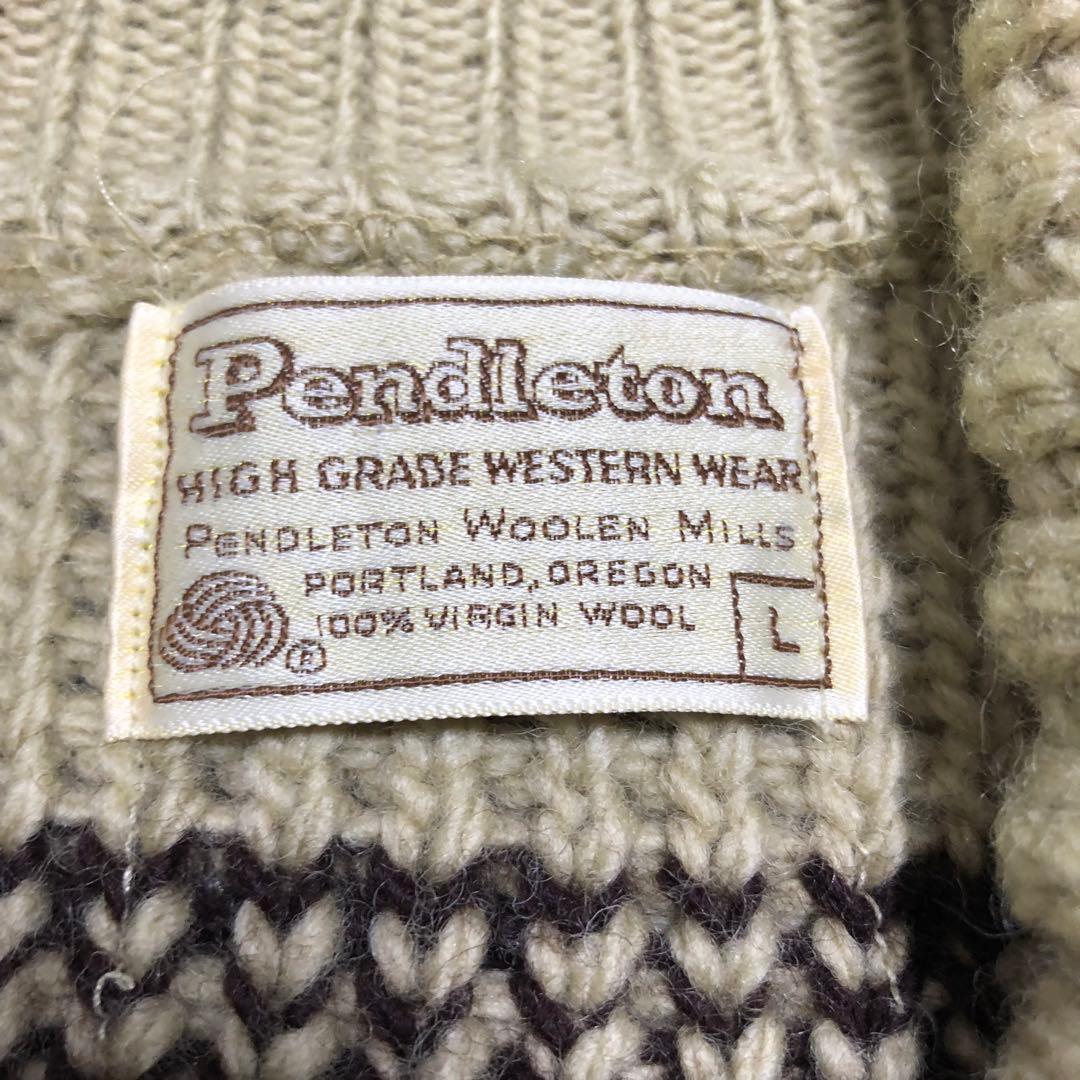 Pendleton
HIGH GRADE WESTERN WEAR
PENDLETON WOOLEN MILLS
PORTLAND, OREGON
100% VIRGIN WOOL
®
L